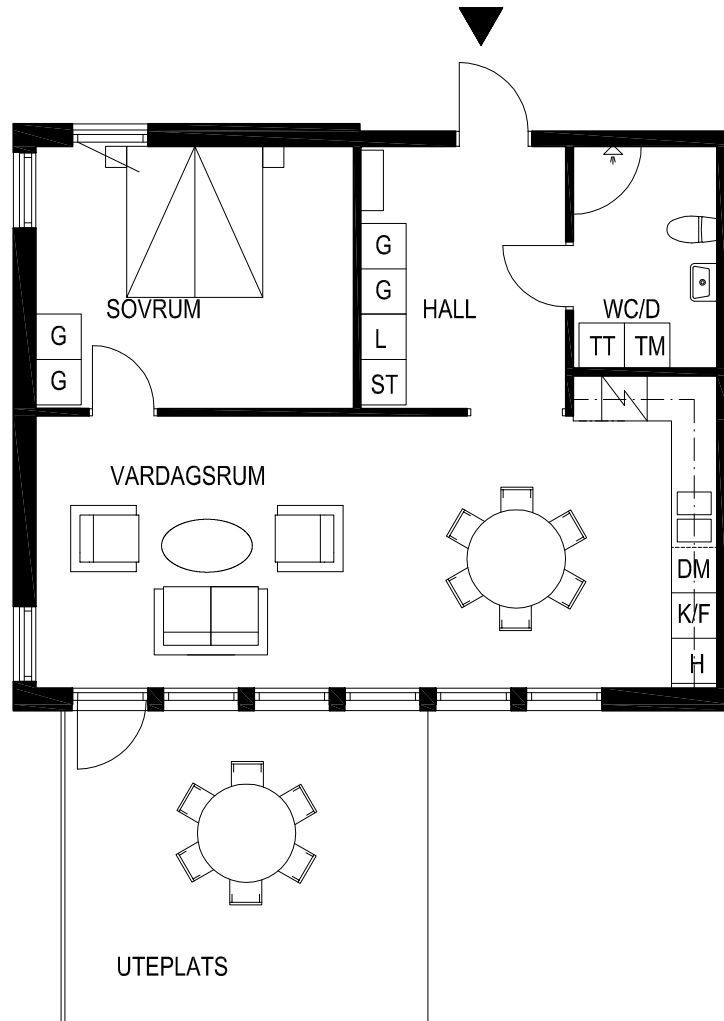 G
G
SOVRUM
HALL
WC/D
G
L
TT
TM
G
ST
VARDAGSRUM
DM
K/F
H
UTEPLATS